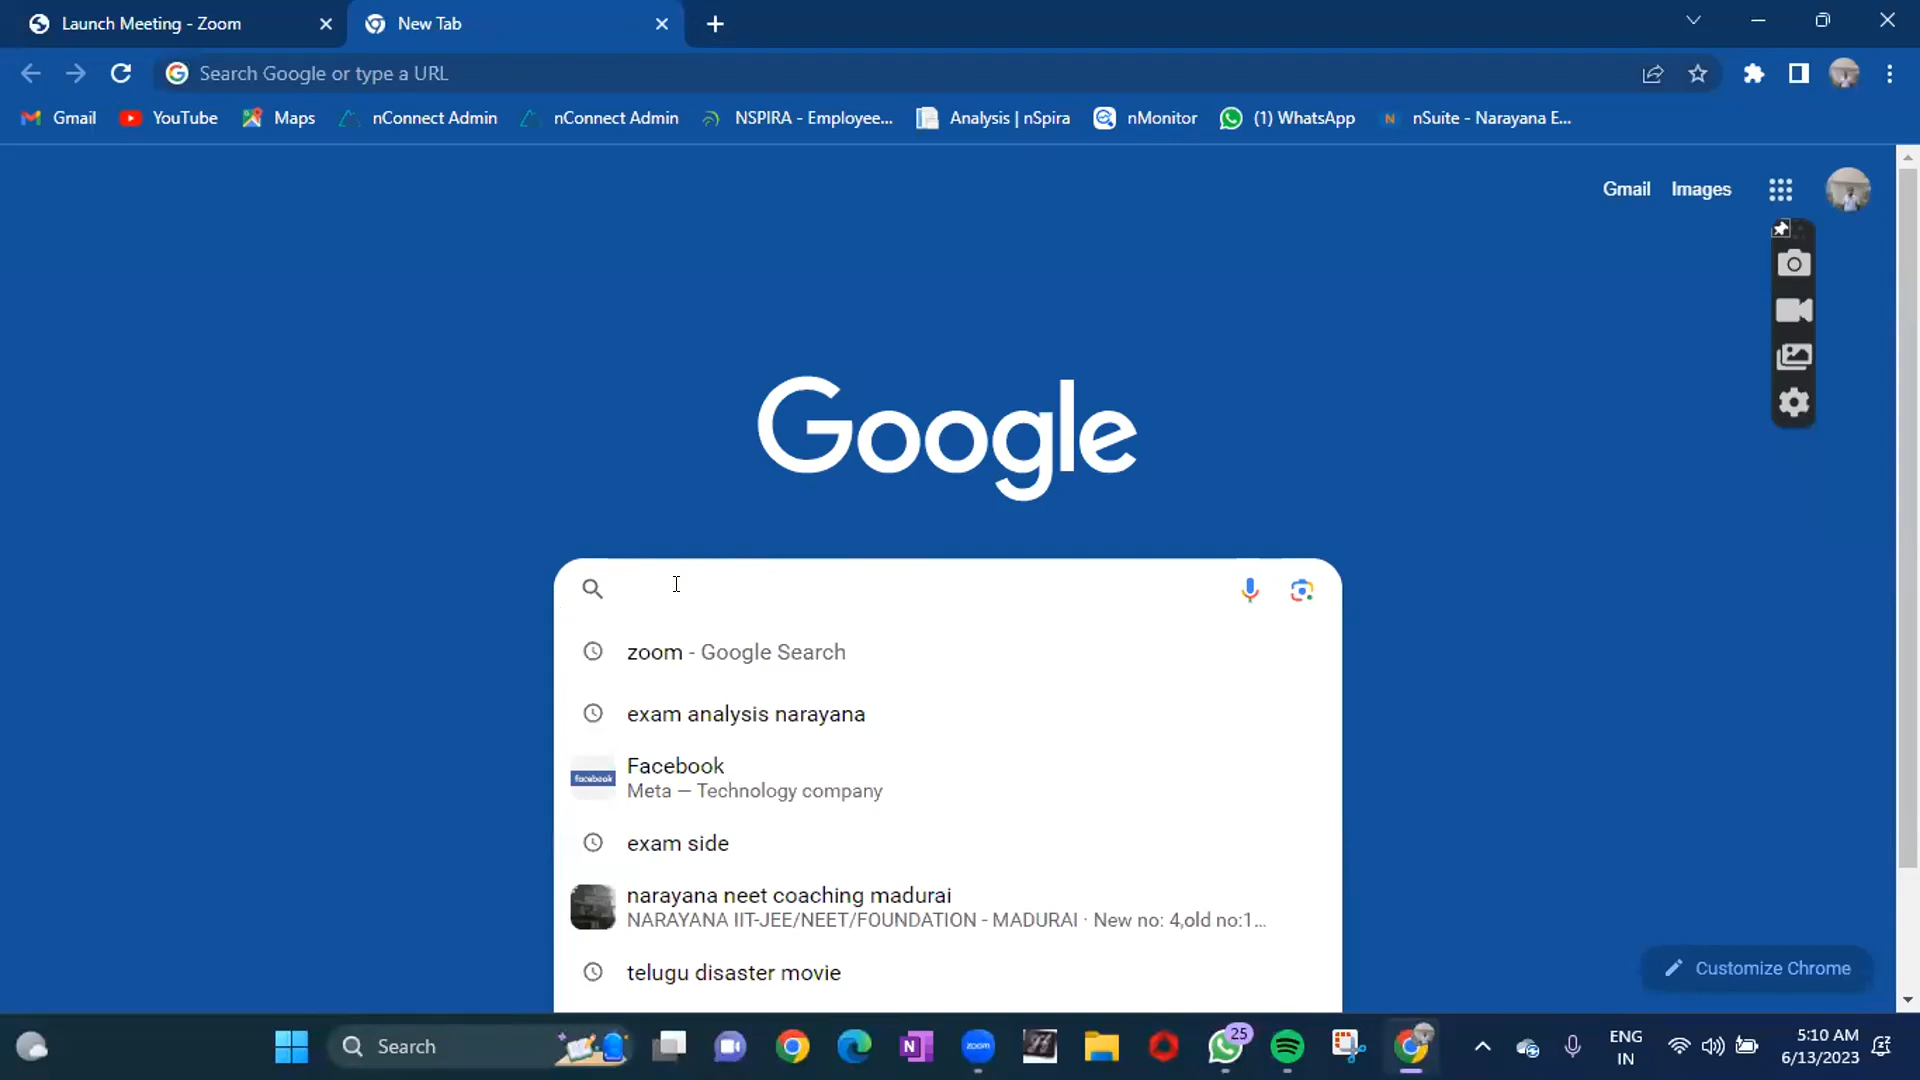 Launch Meeting - Zoom
New Tab
Search Google or type a URL
Gmail
YouTube
Maps
nConnect Admin
nConnect Admin
NSPIRA - Employee...
Analysis | nSpira
nMonitor
(1) WhatsApp
N
nSuite - Narayana E...
Gmail
Images
Google
zoom - Google Search
exam analysis narayana
facebook
Facebook
Meta — Technology company
exam side
narayana neet coaching madurai
NARAYANA IIT-JEE/NEET/FOUNDATION - MADURAI · New no: 4,old no:1...
telugu disaster movie
Customize Chrome
Search
N
zoom
25
ENG
IN
5:10 AM
6/13/2023